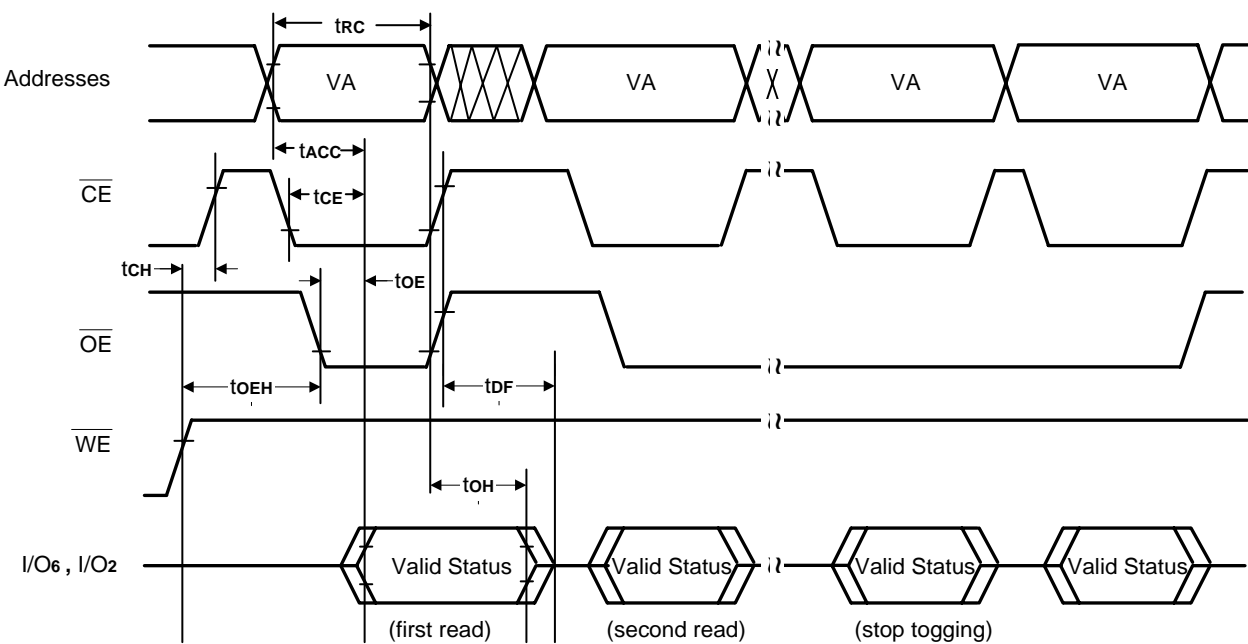 tRC
Addresses VA VA VA VA
tACC
CE
tCE
tCH
tOE
OE
tOEH
tDF
WE
tOH
I/O6 , I/O2 Valid Status Valid Status Valid Status Valid Status
(first read) (second read) (stop togging)